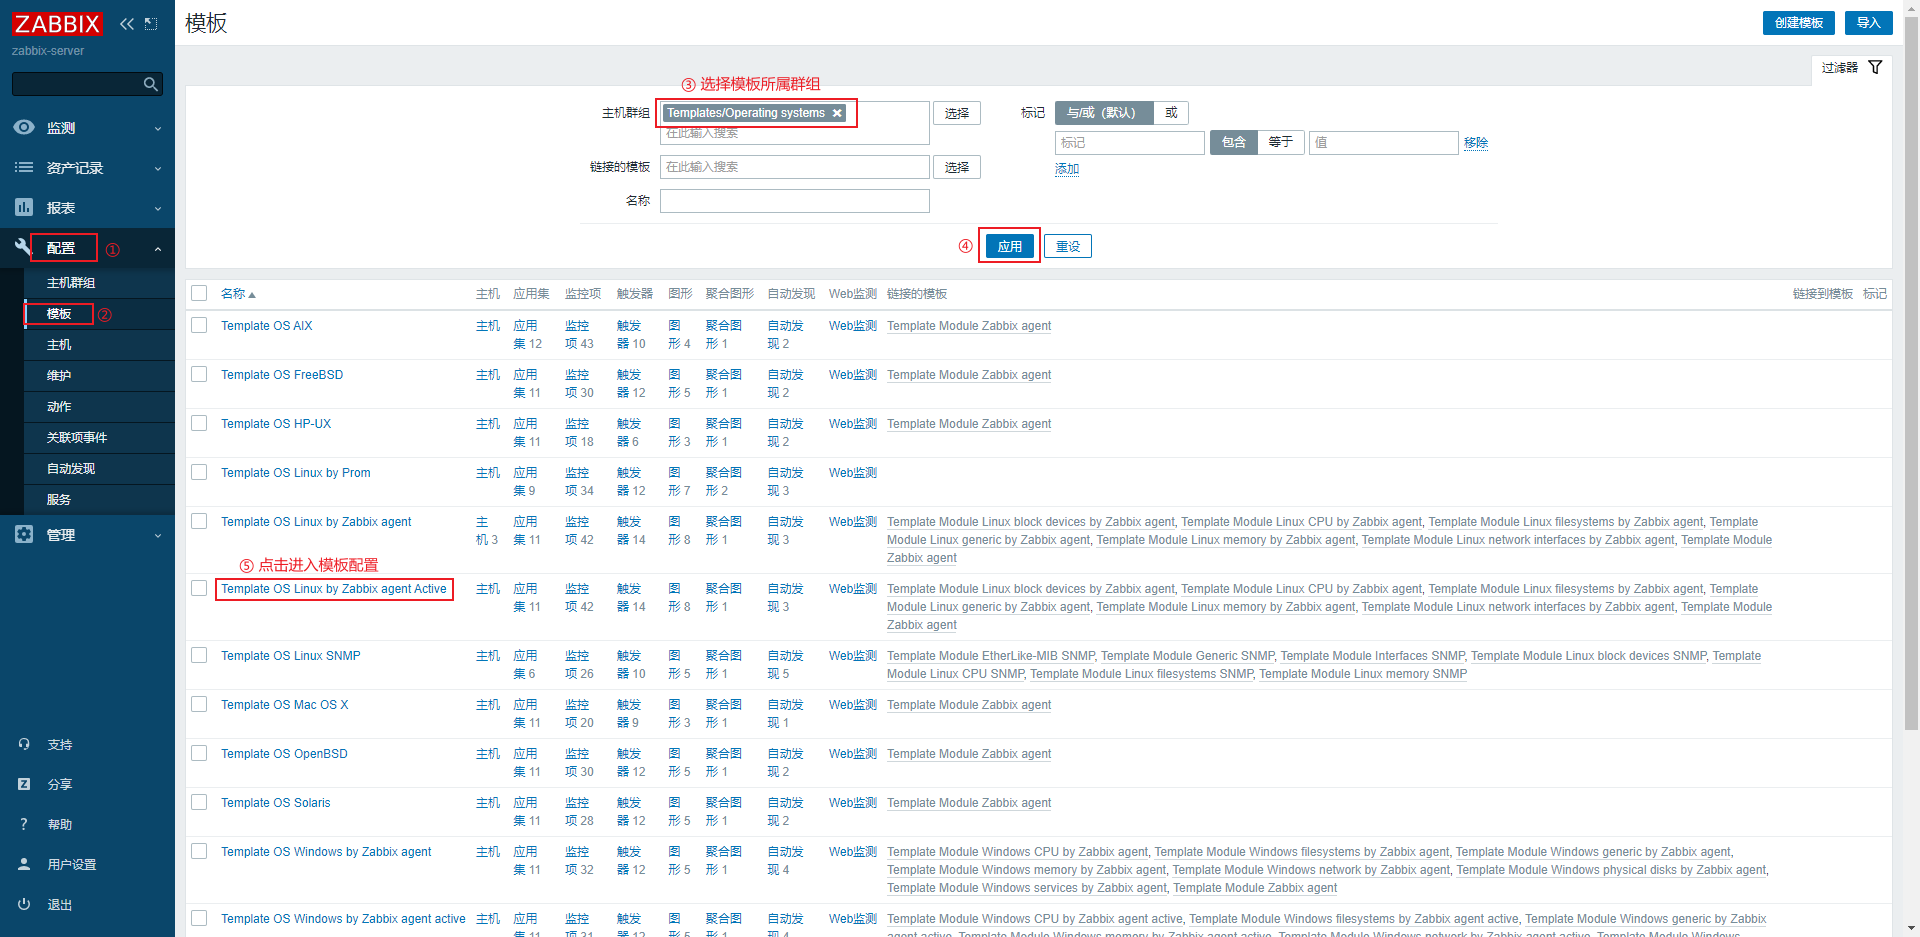 ZABBIX
zabbix-server
监测
资产记录
报表
配置 ①
主机群组
模板 ②
主机
维护
动作
关联项事件
自动发现
服务
管理
支持
Z 分享
? 帮助
用户设置
退出
模板
创建模板 导入
过滤器
③ 选择模板所属群组
主机群组 Templates/Operating systems 选择
在此输入搜索
链接的模板 在此输入搜索 选择
名称
标记 与/或（默认） 或
标记 包含 等于 值 移除
添加
④ 应用 重设
名称 主机 应用集 监控项 触发器 图形 聚合图形 自动发现 Web监测 链接的模板 链接到模板 标记
Template OS AIX 主机 应用 监控 触发 图 聚合图 自动发 Web监测 Template Module Zabbix agent
集 12 项 43 器 10 形 4 形 1 现 2
Template OS FreeBSD 主机 应用 监控 触发 图 聚合图 自动发 Web监测 Template Module Zabbix agent
集 11 项 30 器 12 形 5 形 1 现 2
Template OS HP-UX 主机 应用 监控 触发 图 聚合图 自动发 Web监测 Template Module Zabbix agent
集 11 项 18 器 6 形 3 形 1 现 2
Template OS Linux by Prom 主机 应用 监控 触发 图 聚合图 自动发 Web监测
集 9 项 34 器 12 形 7 形 2 现 3
Template OS Linux by Zabbix agent 主 应用 监控 触发 图 聚合图 自动发 Web监测 Template Module Linux block devices by Zabbix agent, Template Module Linux CPU by Zabbix agent, Template Module Linux filesystems by Zabbix agent, Template
机 3 集 11 项 42 器 14 形 8 形 1 现 3 Module Linux generic by Zabbix agent, Template Module Linux memory by Zabbix agent, Template Module Linux network interfaces by Zabbix agent, Template Module
Zabbix agent
⑤ 点击进入模板配置
Template OS Linux by Zabbix agent Active 主机 应用 监控 触发 图 聚合图 自动发 Web监测 Template Module Linux block devices by Zabbix agent, Template Module Linux CPU by Zabbix agent, Template Module Linux filesystems by Zabbix agent, Template
集 11 项 42 器 14 形 8 形 1 现 3 Module Linux generic by Zabbix agent, Template Module Linux memory by Zabbix agent, Template Module Linux network interfaces by Zabbix agent, Template Module
Zabbix agent
Template OS Linux SNMP 主机 应用 监控 触发 图 聚合图 自动发 Web监测 Template Module EtherLike-MIB SNMP, Template Module Generic SNMP, Template Module Interfaces SNMP, Template Module Linux block devices SNMP, Template
集 6 项 26 器 10 形 5 形 1 现 5 Module Linux CPU SNMP, Template Module Linux filesystems SNMP, Template Module Linux memory SNMP
Template OS Mac OS X 主机 应用 监控 触发 图 聚合图 自动发 Web监测 Template Module Zabbix agent
集 11 项 20 器 9 形 3 形 1 现 1
Template OS OpenBSD 主机 应用 监控 触发 图 聚合图 自动发 Web监测 Template Module Zabbix agent
集 11 项 30 器 12 形 5 形 1 现 2
Template OS Solaris 主机 应用 监控 触发 图 聚合图 自动发 Web监测 Template Module Zabbix agent
集 11 项 28 器 12 形 5 形 1 现 2
Template OS Windows by Zabbix agent 主机 应用 监控 触发 图 聚合图 自动发 Web监测 Template Module Windows CPU by Zabbix agent, Template Module Windows filesystems by Zabbix agent, Template Module Windows generic by Zabbix agent,
集 11 项 32 器 12 形 5 形 1 现 4 Template Module Windows memory by Zabbix agent, Template Module Windows network by Zabbix agent, Template Module Windows physical disks by Zabbix agent,
Template Module Windows services by Zabbix agent, Template Module Zabbix agent
Template OS Windows by Zabbix agent active 主机 应用 监控 触发 图 聚合图 自动发 Web监测 Template Module Windows CPU by Zabbix agent active, Template Module Windows filesystems by Zabbix agent active, Template Module Windows generic by Zabbix
集 11 项 31 器 12 形 5 形 1 现 4 agent active, Template Module Windows memory by Zabbix agent active, Template Module Windows network by Zabbix agent active, Template Module Windows